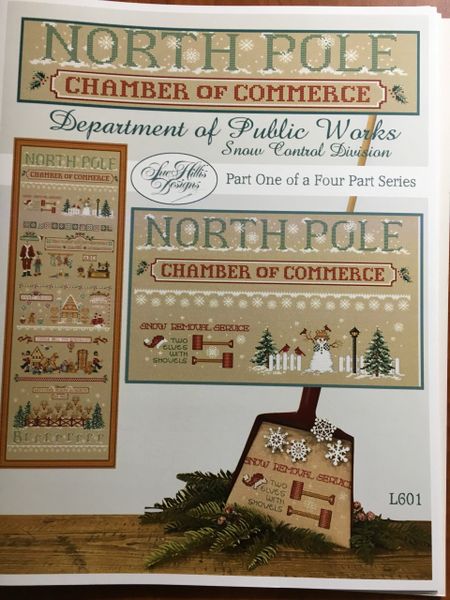 NORTH POLE
CHAMBER OF COMMERCE
Department of Public Works
Snow Control Division
Sue Hillis Designs
Part One of a Four Part Series
NORTH POLE
CHAMBER OF COMMERCE
NORTH POLE
CHAMBER OF COMMERCE
SNOW REMOVAL SERVICE
TWO
ELVES
WITH
SHOVELS
SNOW REMOVAL SERVICE
TWO
ELVES
WITH
SHOVELS
L601